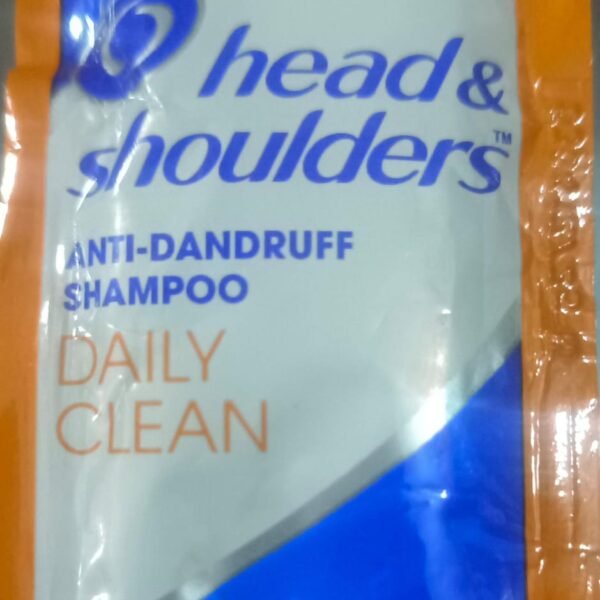 head &
shoulders™
ANTI-DANDRUFF
SHAMPOO
DAILY
CLEAN